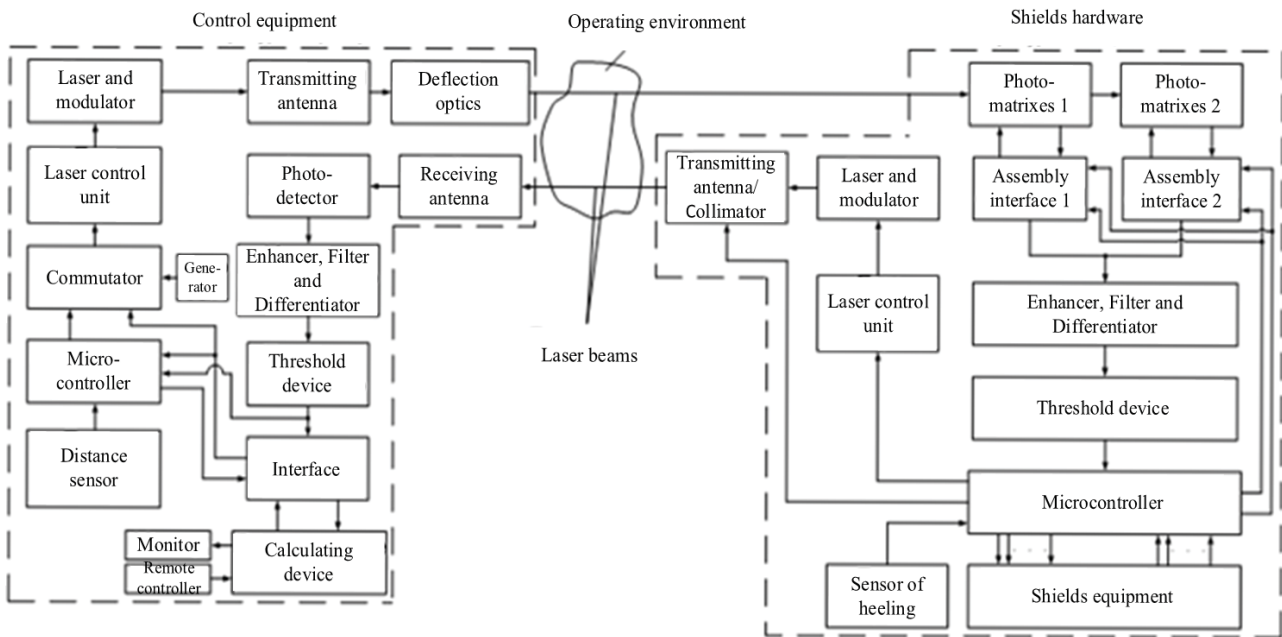 Control equipment
Operating environment
Shields hardware
Laser and
modulator
Transmitting
antenna
Deflection
optics
Photo-
matrixes 1
Photo-
matrixes 2
Laser control
unit
Photo-
detector
Receiving
antenna
Transmitting
antenna/
Collimator
Laser and
modulator
Assembly
interface 1
Assembly
interface 2
Commutator
Gene-
rator
Enhancer, Filter
and
Differentiator
Laser control
unit
Enhancer, Filter and
Differentiator
Laser beams
Micro-
controller
Threshold
device
Threshold device
Distance
sensor
Interface
Microcontroller
Monitor
Remote
controller
Calculating
device
Sensor of
heeling
Shields equipment